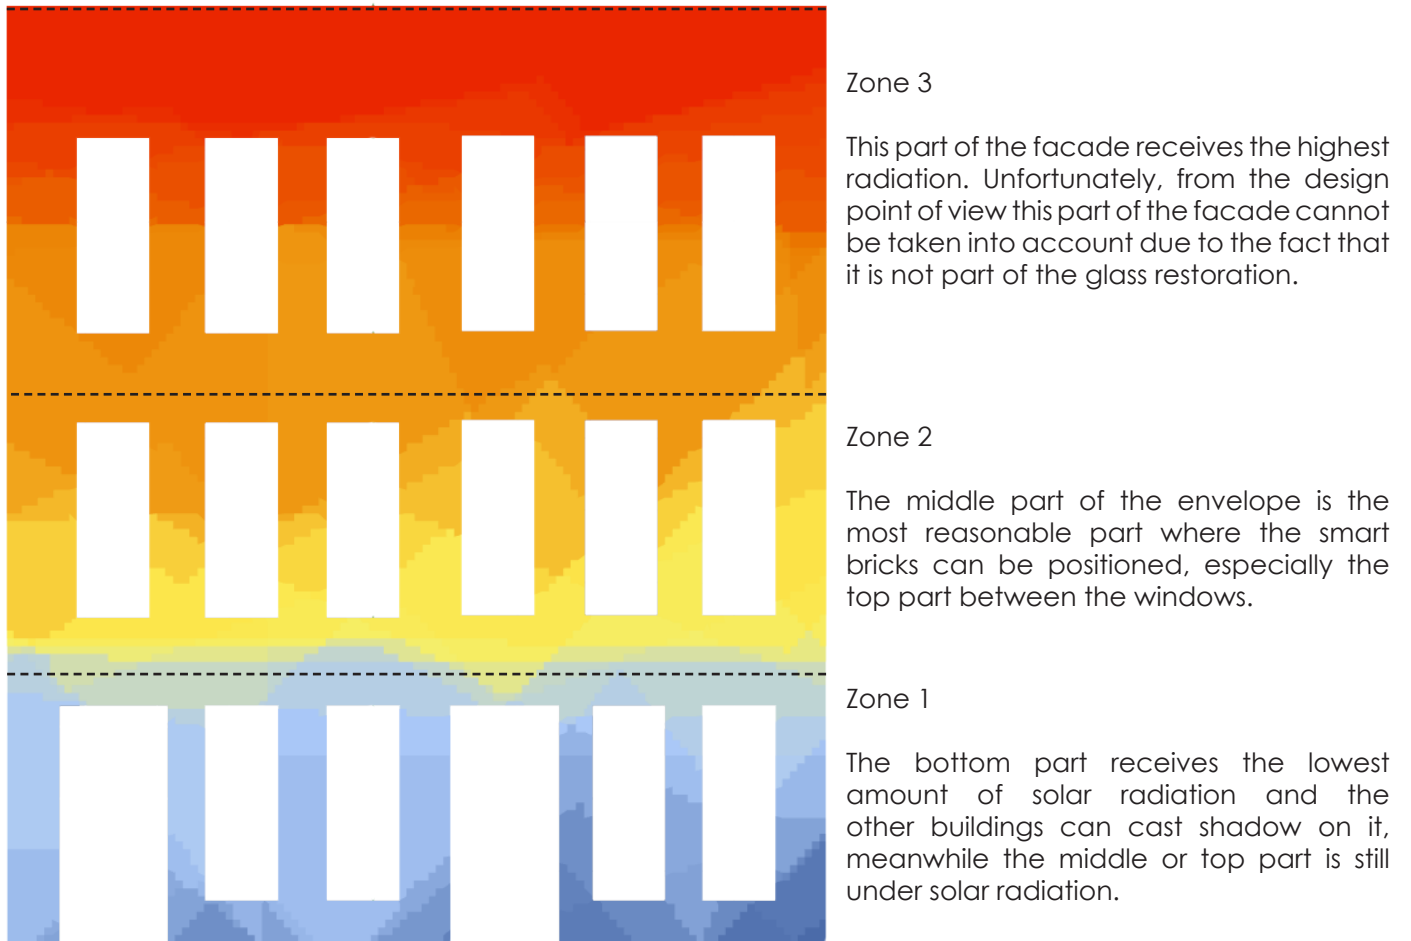 Zone 3
This part of the facade receives the highest
radiation. Unfortunately, from the design
point of view this part of the facade cannot
be taken into account due to the fact that
it is not part of the glass restoration.
Zone 2
The middle part of the envelope is the
most reasonable part where the smart
bricks can be positioned, especially the
top part between the windows.
Zone 1
The bottom part receives the lowest
amount of solar radiation and the
other buildings can cast shadow on it,
meanwhile the middle or top part is still
under solar radiation.